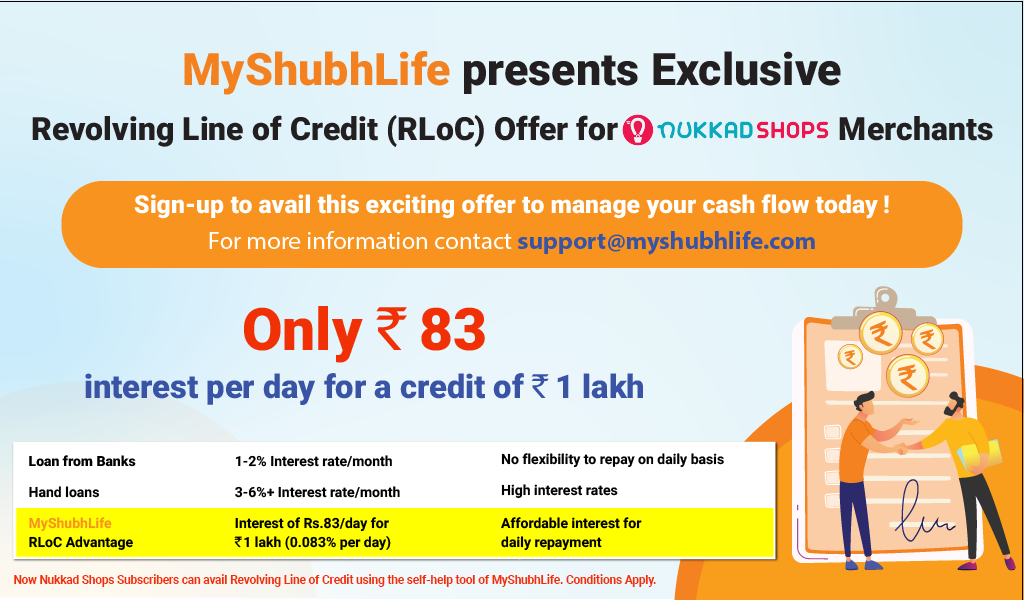 MyShubhLife presents Exclusive
Revolving Line of Credit (RLoC) Offer for NUKKAD SHOPS Merchants
Sign-up to avail this exciting offer to manage your cash flow today !
For more information contact support@myshubhlife.com
Only ₹ 83
interest per day for a credit of ₹ 1 lakh
Loan from Banks 1-2% Interest rate/month No flexibility to repay on daily basis
Hand loans 3-6%+ Interest rate/month High interest rates
MyShubhLife Interest of Rs.83/day for Affordable interest for
RLoC Advantage ₹1 lakh (0.083% per day) daily repayment
Now Nukkad Shops Subscribers can avail Revolving Line of Credit using the self-help tool of MyShubhLife. Conditions Apply.